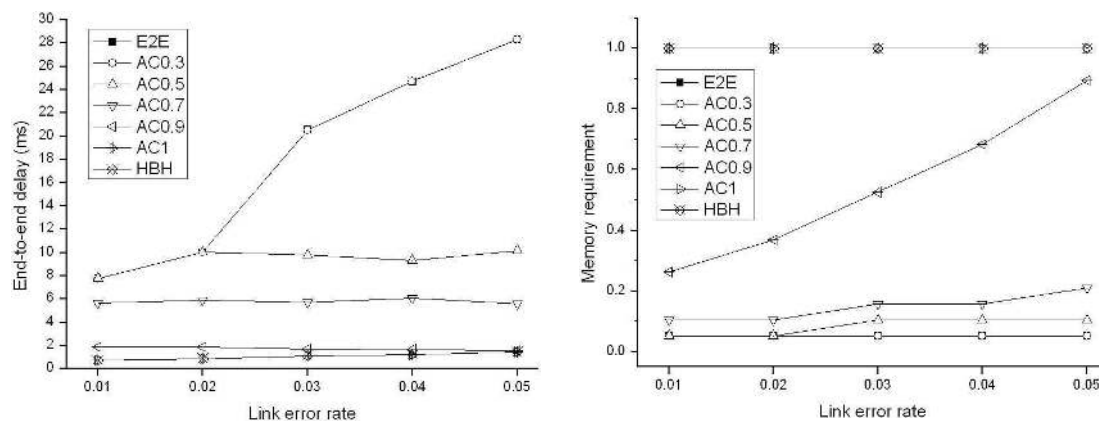 30
28
26
24
22
20
18
16
14
12
10
8
6
4
2
0
End-to-end delay (ms)
E2E
AC0.3
AC0.5
AC0.7
AC0.9
AC1
HBH
0.01 0.02 0.03 0.04 0.05
Link error rate
1.0
0.8
0.6
0.4
0.2
0.0
Memory requirement
E2E
AC0.3
AC0.5
AC0.7
AC0.9
AC1
HBH
0.01 0.02 0.03 0.04 0.05
Link error rate